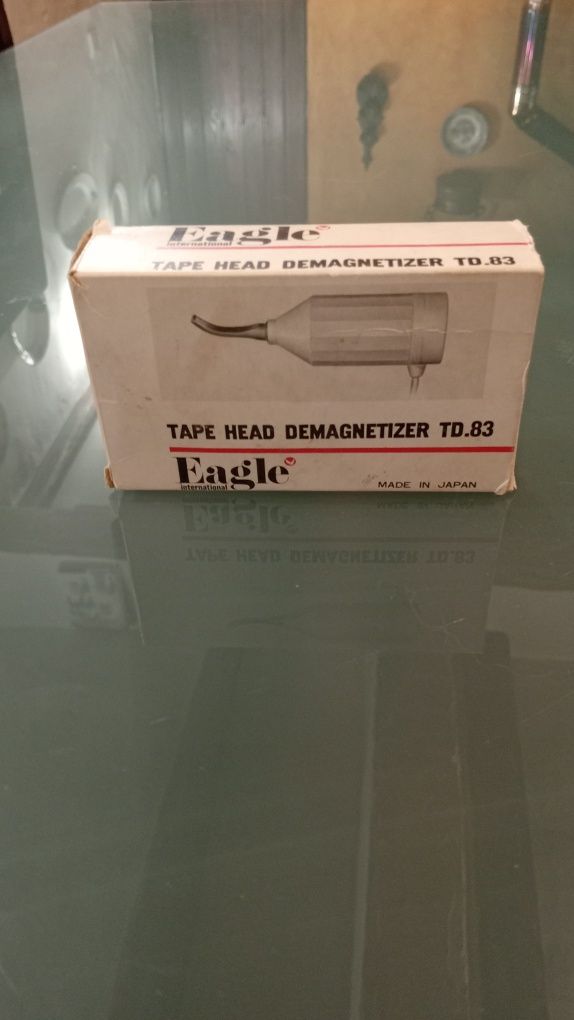 Eagle
international
TAPE HEAD DEMAGNETIZER TD.83
TAPE HEAD DEMAGNETIZER TD.83
Eagle
international
MADE IN JAPAN